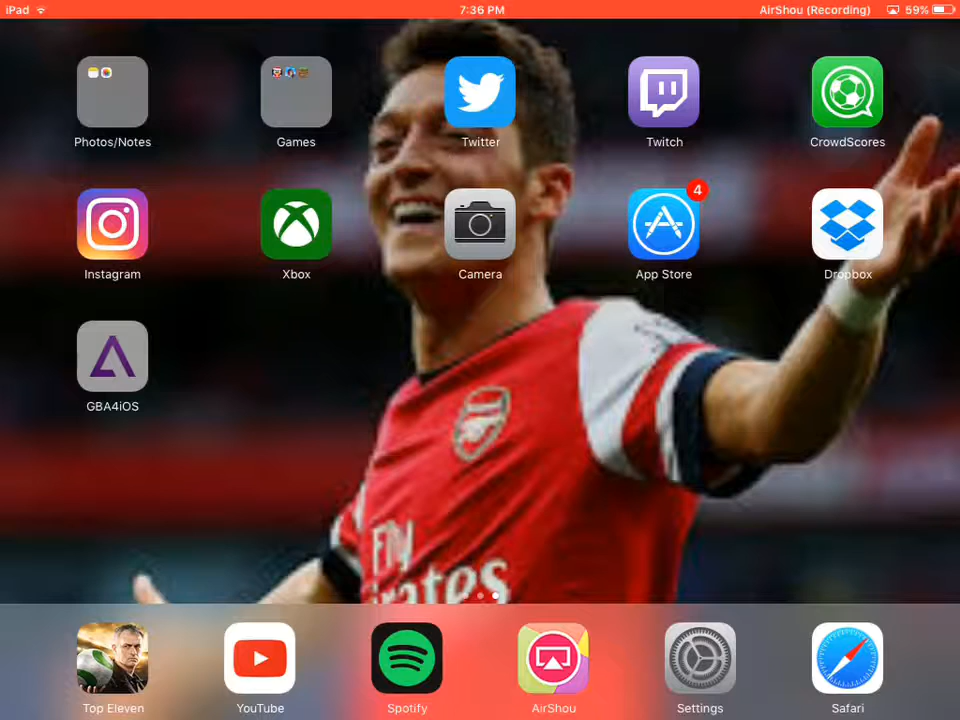 iPad 7:36 PM AirShou (Recording) 59%
Photos/Notes Games Twitter Twitch CrowdScores
4
Instagram Xbox Camera App Store Dropbox
GBA4iOS
Fly
Emirates
Top Eleven YouTube Spotify AirShou Settings Safari